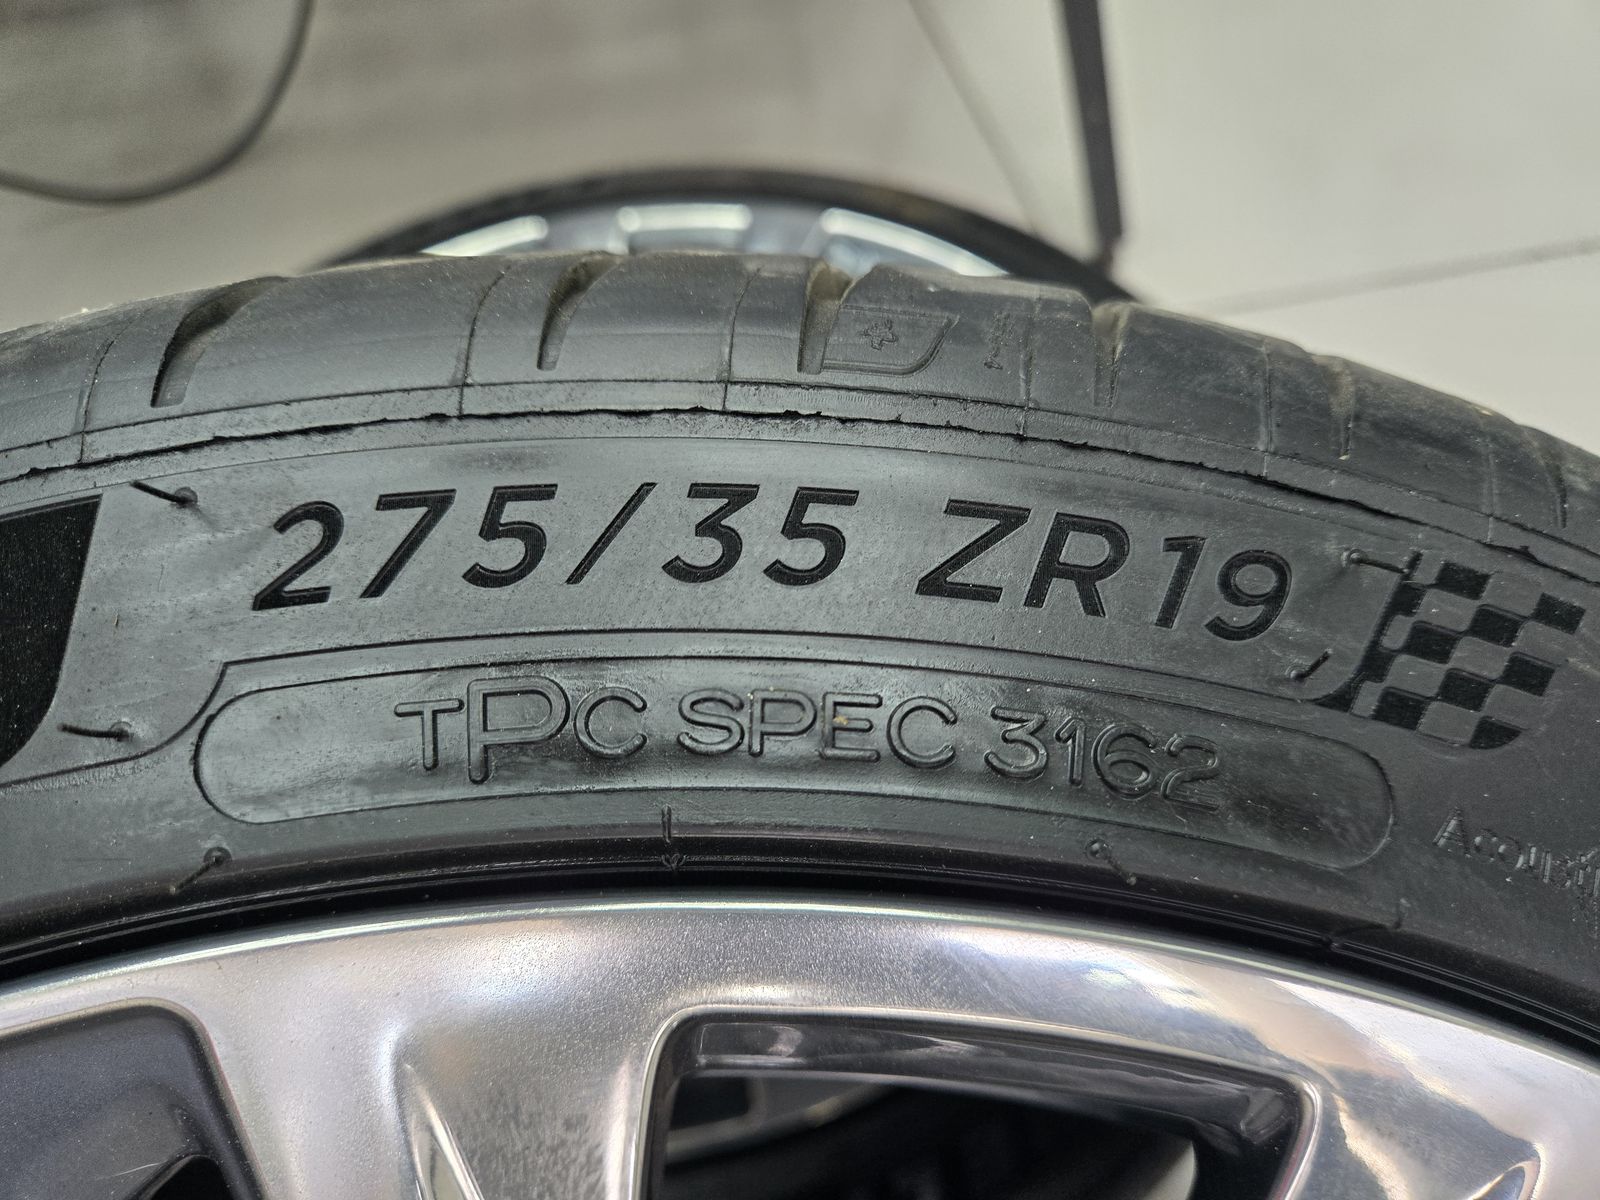 275/35 ZR19
TPC SPEC 3162